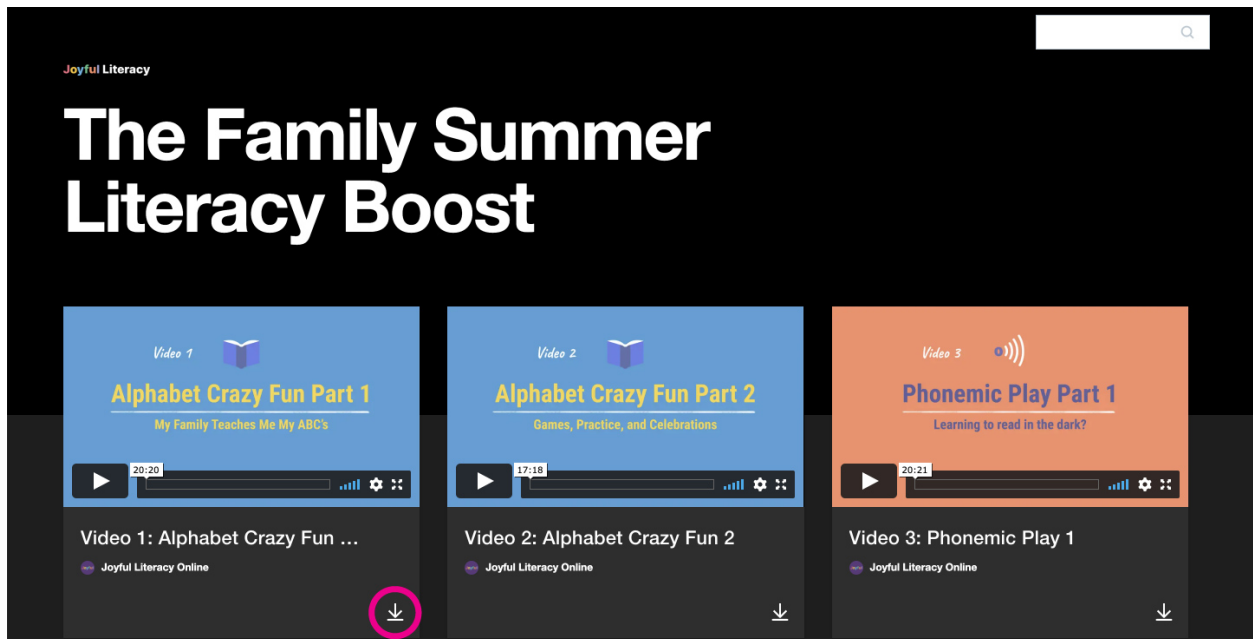 Joyful Literacy
The Family Summer
Literacy Boost
Video 1
Alphabet Crazy Fun Part 1
My Family Teaches Me My ABC's
20:20
Video 1: Alphabet Crazy Fun ...
Joyful Literacy Online
Video 2
Alphabet Crazy Fun Part 2
Games, Practice, and Celebrations
17:18
Video 2: Alphabet Crazy Fun 2
Joyful Literacy Online
Video 3
Phonemic Play Part 1
Learning to read in the dark?
20:21
Video 3: Phonemic Play 1
Joyful Literacy Online